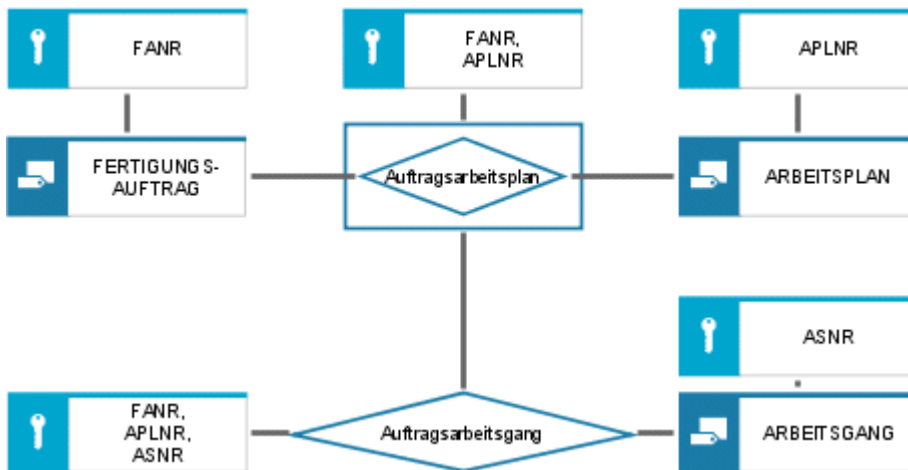 FANR
FANR,
APLNR
APLNR
FERTIGUNGS-
AUFTRAG
Auftragsarbeitsplan
ARBEITSPLAN
ASNR
FANR,
APLNR,
ASNR
Auftragsarbeitsgang
ARBEITSGANG